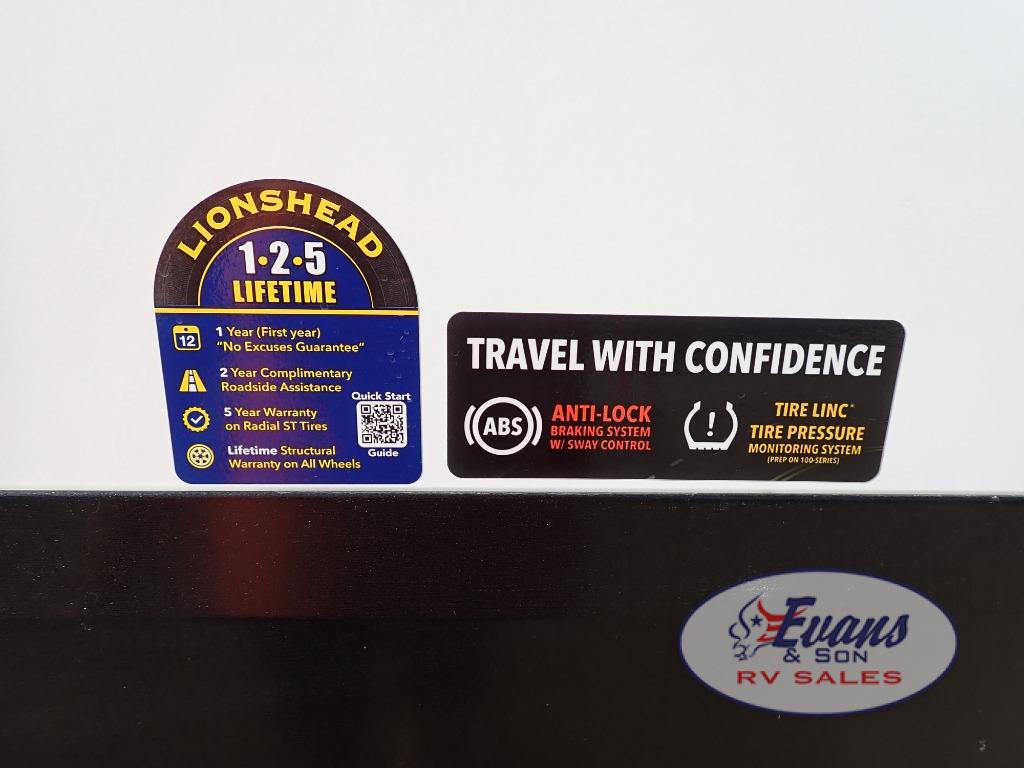 LIONSHEAD
1•2•5
LIFETIME
12
1 Year (First year)
"No Excuses Guarantee"
2 Year Complimentary
Roadside Assistance
5 Year Warranty
on Radial ST Tires
Lifetime Structural
Warranty on All Wheels
Quick Start
Guide
TRAVEL WITH CONFIDENCE
ABS
ANTI-LOCK
BRAKING SYSTEM
W/ SWAY CONTROL
!
TIRE LINC™
TIRE PRESSURE
MONITORING SYSTEM
(PREP ON 100-SERIES)
Evans
& SON
RV SALES